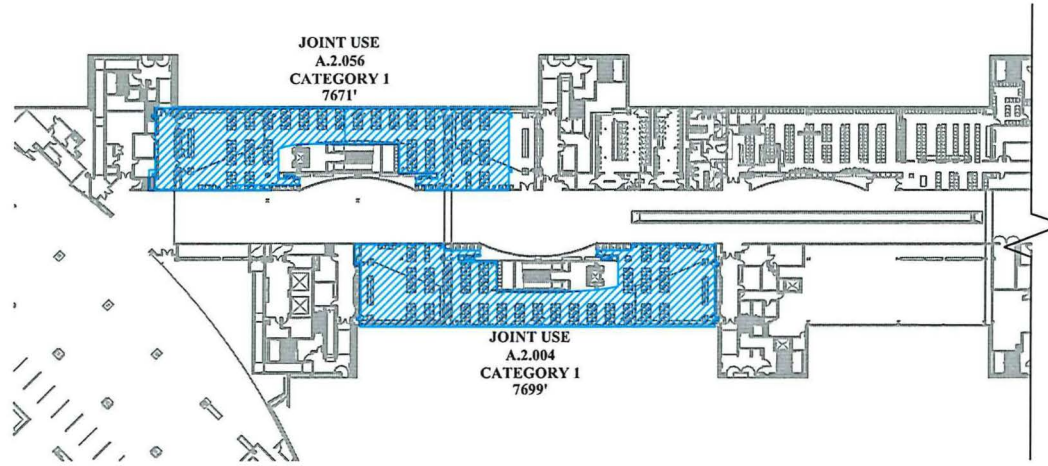 JOINT USE
A.2.056
CATEGORY 1
7671'
JOINT USE
A.2.004
CATEGORY 1
7699'